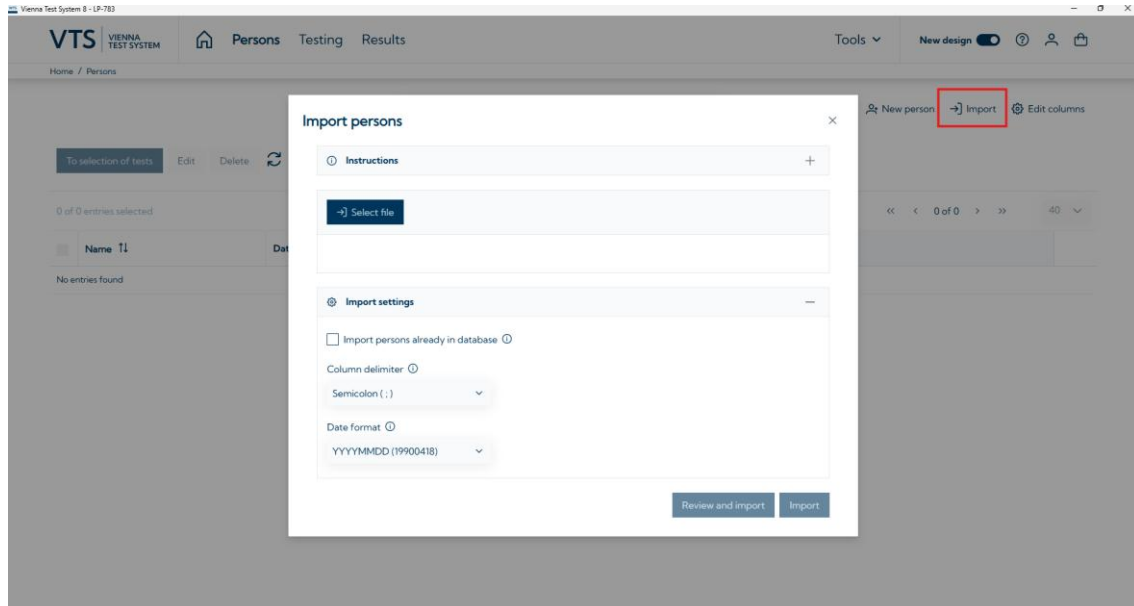 Vienna Test System 8 - LP-783
VTS VIENNA TEST SYSTEM Persons Testing Results Tools New design
Home / Persons
New person Import Edit columns
Import persons
Instructions
To selection of tests Edit Delete
Select file
0 of 0 entries selected 0 of 0 40
Name Dat
No entries found
Import settings
Import persons already in database
Column delimiter
Semicolon ( ; )
Date format
YYYYMMDD (19900418)
Review and import Import